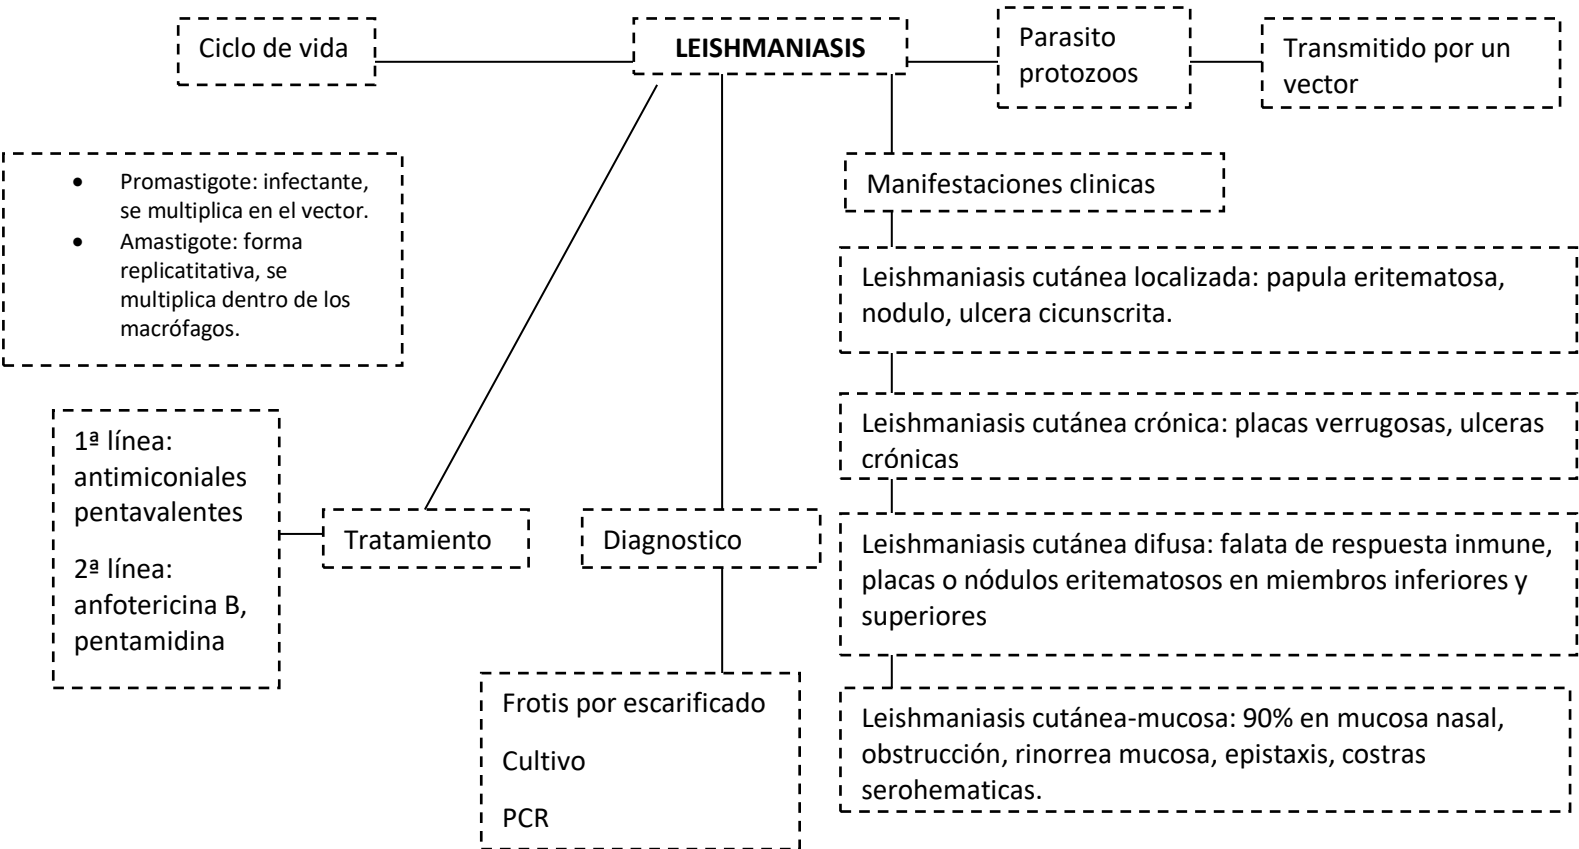 Ciclo de vida
LEISHMANIASIS
Parasito
protozoos
Transmitido por un
vector
• Promastigote: infectante,
se multiplica en el vector.
• Amastigote: forma
replicatitativa, se
multiplica dentro de los
macrófagos.
Manifestaciones clinicas
Leishmaniasis cutánea localizada: papula eritematosa,
nodulo, ulcera cicunscrita.
Leishmaniasis cutánea crónica: placas verrugosas, ulceras
crónicas
Leishmaniasis cutánea difusa: falata de respuesta inmune,
placas o nódulos eritematosos en miembros inferiores y
superiores
Leishmaniasis cutánea-mucosa: 90% en mucosa nasal,
obstrucción, rinorrea mucosa, epistaxis, costras
serohematicas.
1ª línea:
antimiconiales
pentavalentes
2ª línea:
anfotericina B,
pentamidina
Tratamiento
Diagnostico
Frotis por escarificado
Cultivo
PCR